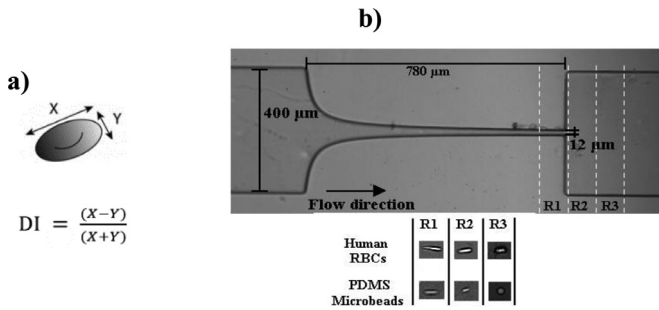 a)
X
Y
DI = (X−Y)/(X+Y)
b)
780 μm
400 μm
12 μm
Flow direction
R1 R2 R3
R1 R2 R3
Human
RBCs
PDMS
Microbeads